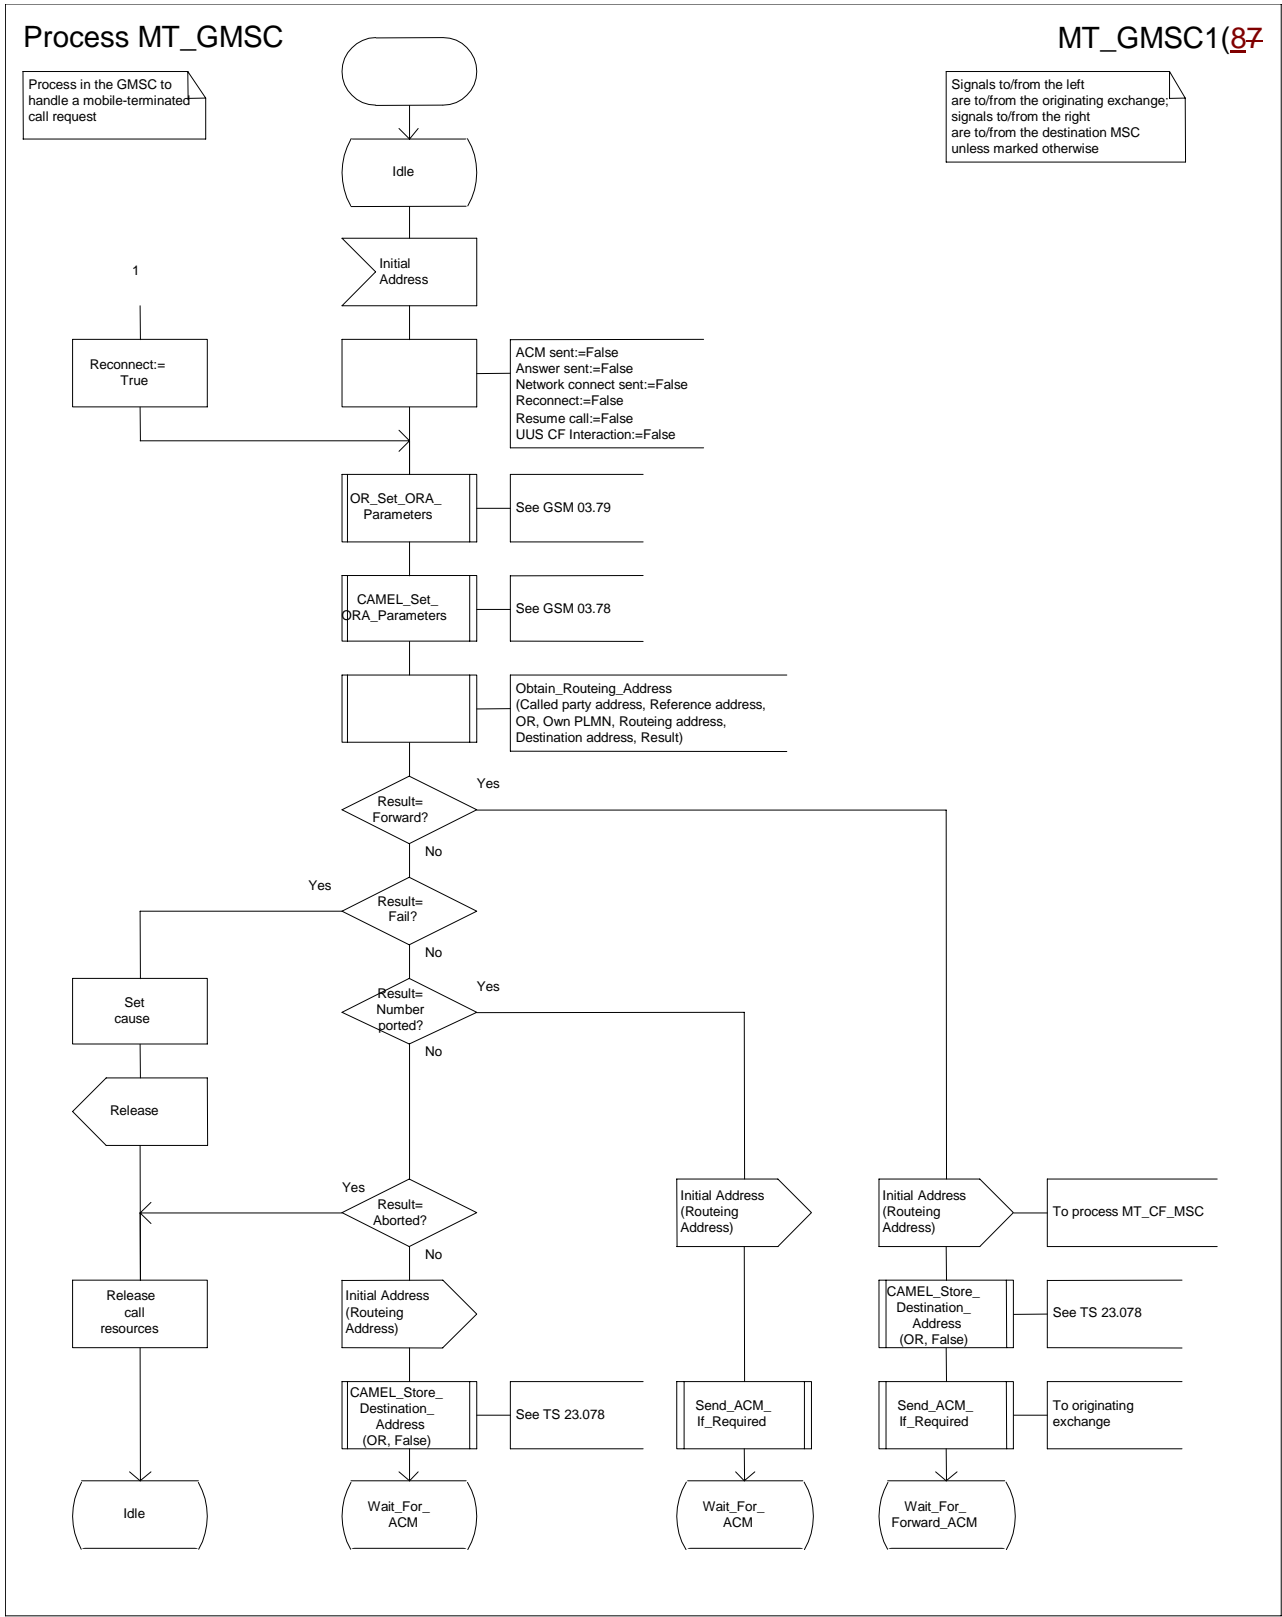 Process MT_GMSC
MT_GMSC1(87
Process in the GMSC to
handle a mobile-terminated
call request
Signals to/from the left
are to/from the originating exchange;
signals to/from the right
are to/from the destination MSC
unless marked otherwise
Idle
Initial
Address
1
Reconnect:=
True
ACM sent:=False
Answer sent:=False
Network connect sent:=False
Reconnect:=False
Resume call:=False
UUS CF Interaction:=False
OR_Set_ORA_
Parameters
See GSM 03.79
CAMEL_Set_
ORA_Parameters
See GSM 03.78
Obtain_Routeing_Address
(Called party address, Reference address,
OR, Own PLMN, Routeing address,
Destination address, Result)
Result=
Forward?
Yes
No
Yes
Result=
Fail?
No
Set
cause
Result=
Number
ported?
Yes
No
Release
Yes
Result=
Aborted?
No
Initial Address
(Routeing
Address)
Initial Address
(Routeing
Address)
To process MT_CF_MSC
Release
call
resources
Initial Address
(Routeing
Address)
CAMEL_Store_
Destination_
Address
(OR, False)
See TS 23.078
CAMEL_Store_
Destination_
Address
(OR, False)
See TS 23.078
Send_ACM_
If_Required
Send_ACM_
If_Required
To originating
exchange
Idle
Wait_For_
ACM
Wait_For_
ACM
Wait_For_
Forward_ACM